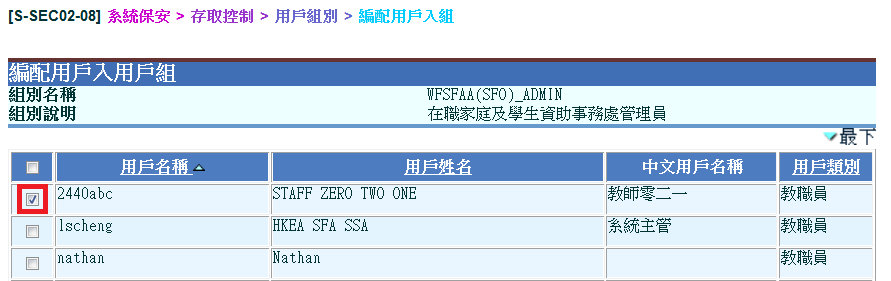 [S-SEC02-08] 系統保安 > 存取控制 > 用戶組別 > 編配用戶入組
編配用戶入用戶組
組別名稱 WFSFAA(SFO)_ADMIN
組別說明 在職家庭及學生資助事務處管理員
最下
用戶名稱 用戶姓名 中文用戶名稱 用戶類別
2440abc STAFF ZERO TWO ONE 教師零二一 教職員
lscheng HKEA SFA SSA 系統主管 教職員
nathan Nathan 教職員